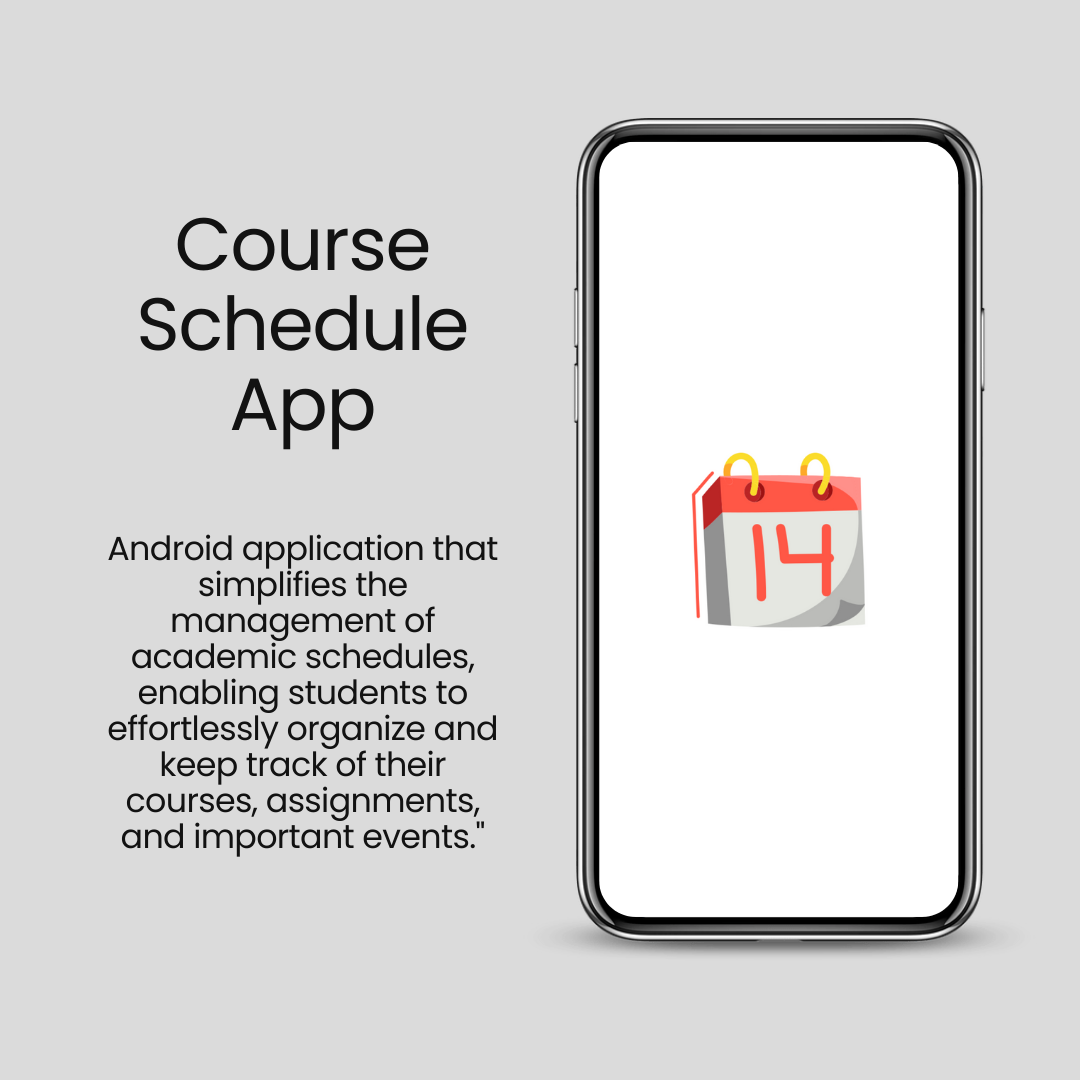 Course
Schedule
App
Android application that
simplifies the
management of
academic schedules,
enabling students to
effortlessly organize and
keep track of their
courses, assignments,
and important events."
14